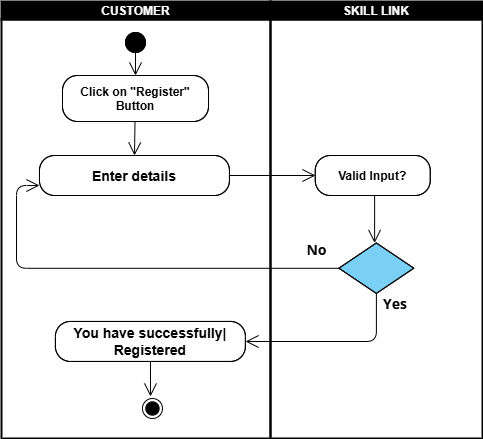 CUSTOMER
SKILL LINK
Click on "Register"
Button
Enter details
Valid Input?
No
Yes
You have successfully|
Registered